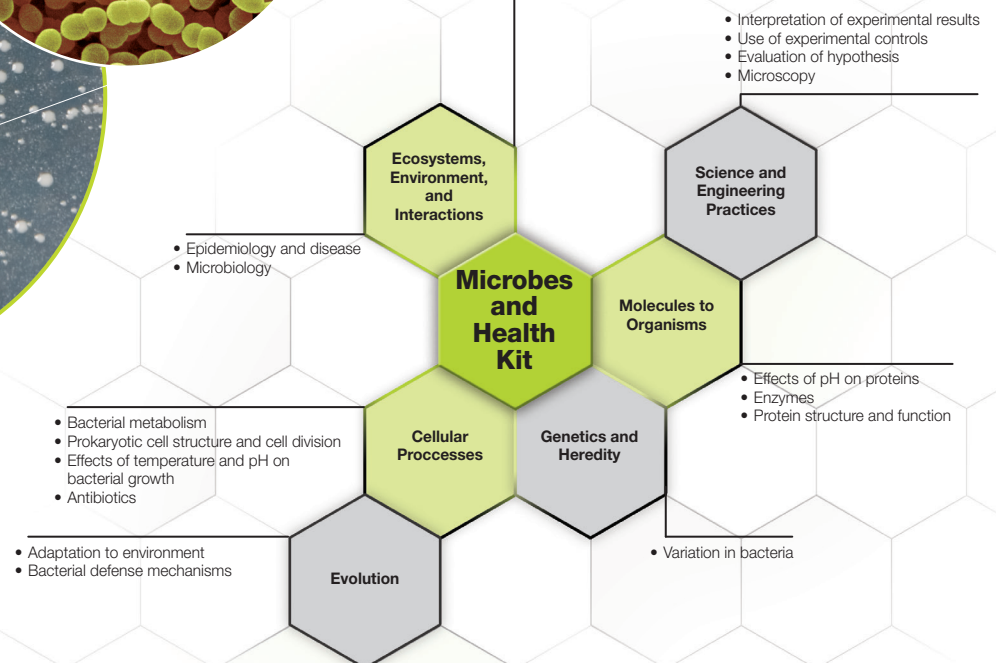 • Interpretation of experimental results
• Use of experimental controls
• Evaluation of hypothesis
• Microscopy
Ecosystems,
Environment,
and
Interactions
Science and
Engineering
Practices
• Epidemiology and disease
• Microbiology
Microbes
and
Health
Kit
Molecules to
Organisms
• Effects of pH on proteins
• Enzymes
• Protein structure and function
• Bacterial metabolism
• Prokaryotic cell structure and cell division
• Effects of temperature and pH on
bacterial growth
• Antibiotics
Cellular
Proccesses
Genetics and
Heredity
• Adaptation to environment
• Bacterial defense mechanisms
Evolution
• Variation in bacteria